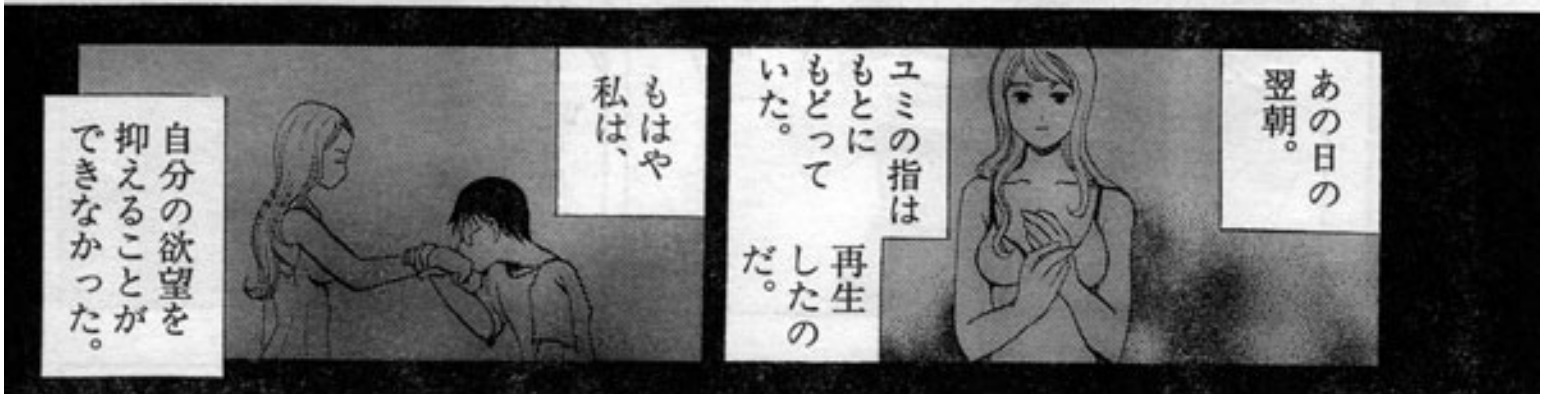 あの日の
翌朝。
ユミの指は
もとに
もどって
いた。
再生
したの
だ。
もはや
私は、
自分の欲望を
抑えることが
できなかった。